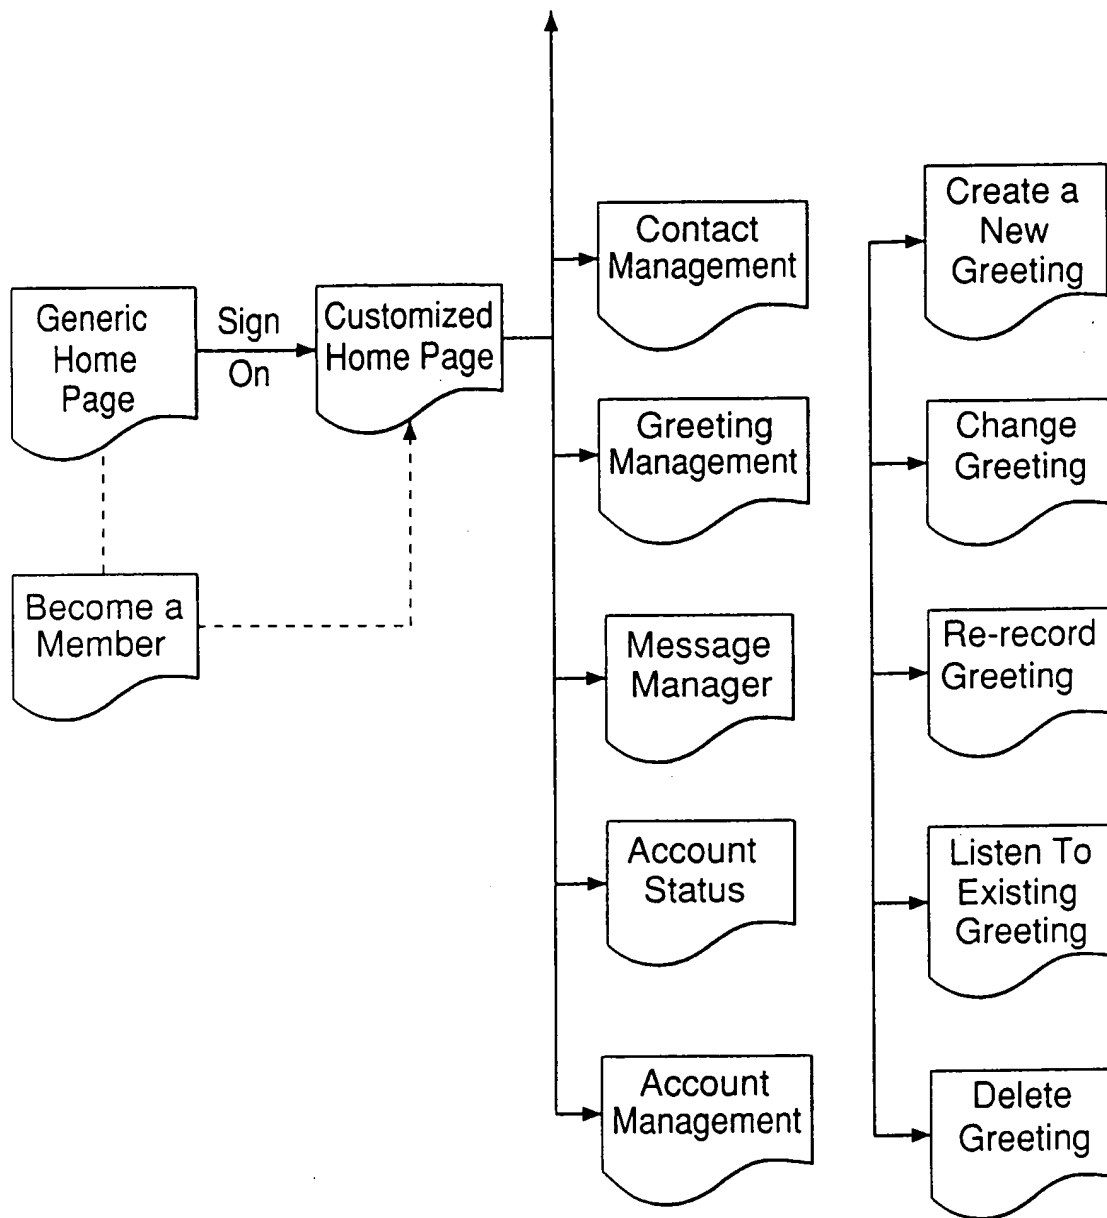 Generic
Home
Page
Sign
On
Customized
Home Page
Become a
Member
Contact
Management
Greeting
Management
Message
Manager
Account
Status
Account
Management
Create a
New
Greeting
Change
Greeting
Re-record
Greeting
Listen To
Existing
Greeting
Delete
Greeting